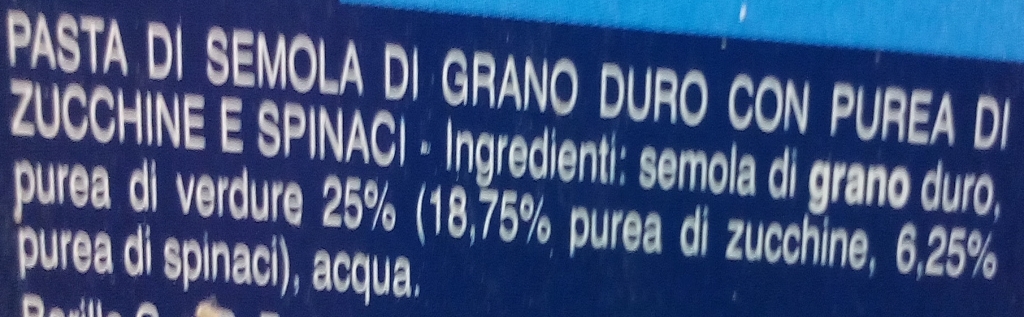 PASTA DI SEMOLA DI GRANO DURO CON PUREA DI
ZUCCHINE E SPINACI - Ingredienti: semola di grano duro,
purea di verdure 25% (18,75% purea di zucchine, 6,25%
purea di spinaci), acqua.